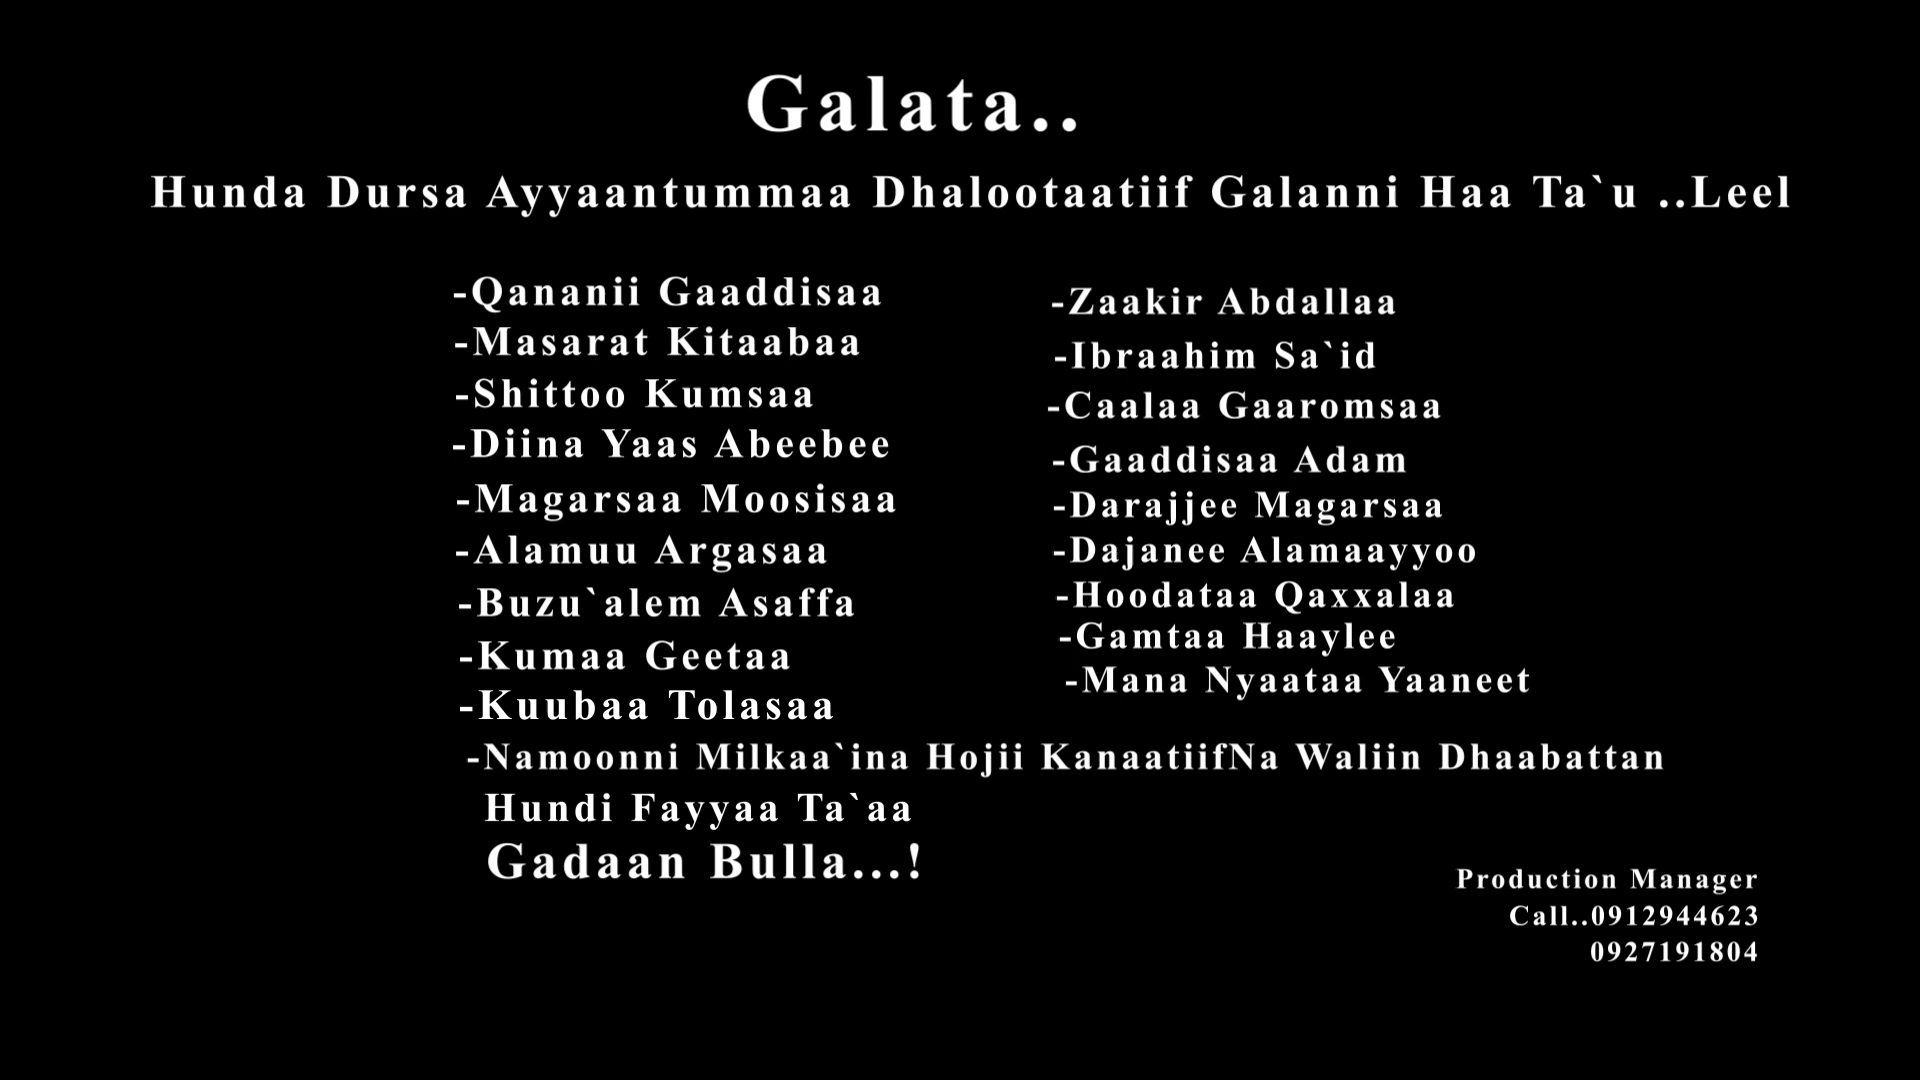 Galata..
Hunda Dursa Ayyaantummaa Dhalootaatiif Galanni Haa Ta`u ..Leel
-Qananii Gaaddisaa
-Masarat Kitaabaa
-Shittoo Kumsaa
-Diina Yaas Abeebee
-Magarsaa Moosisaa
-Alamuu Argasaa
-Buzu`alem Asaffa
-Kumaa Geetaa
-Kuubaa Tolasaa
-Zaakir Abdallaa
-Ibraahim Sa`id
-Caalaa Gaaromsaa
-Gaaddisaa Adam
-Darajjee Magarsaa
-Dajanee Alamaayyoo
-Hoodataa Qaxxalaa
-Gamtaa Haaylee
-Mana Nyaataa Yaaneet
-Namoonni Milkaa`ina Hojii KanaatiifNa Waliin Dhaabattan
Hundi Fayyaa Ta`aa
Gadaan Bulla...!
Production Manager
Call..0912944623
0927191804